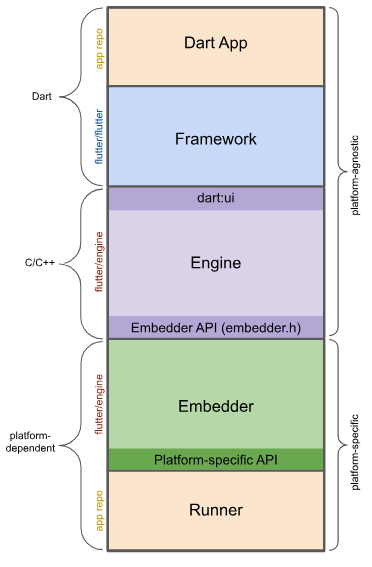 Dart App
app repo
Dart
flutter/flutter
Framework
platform-agnostic
dart:ui
C/C++
flutter/engine
Engine
Embedder API (embedder.h)
flutter/engine
Embedder
platform-
dependent
platform-specific
Platform-specific API
app repo
Runner